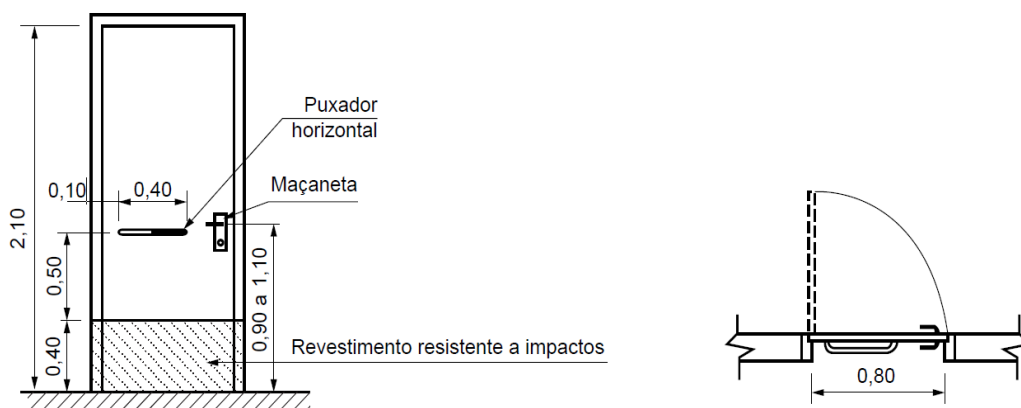 Puxador
horizontal
0,10
0,40
Maçaneta
2,10
0,50
0,90 a 1,10
0,40
Revestimento resistente a impactos
0,80